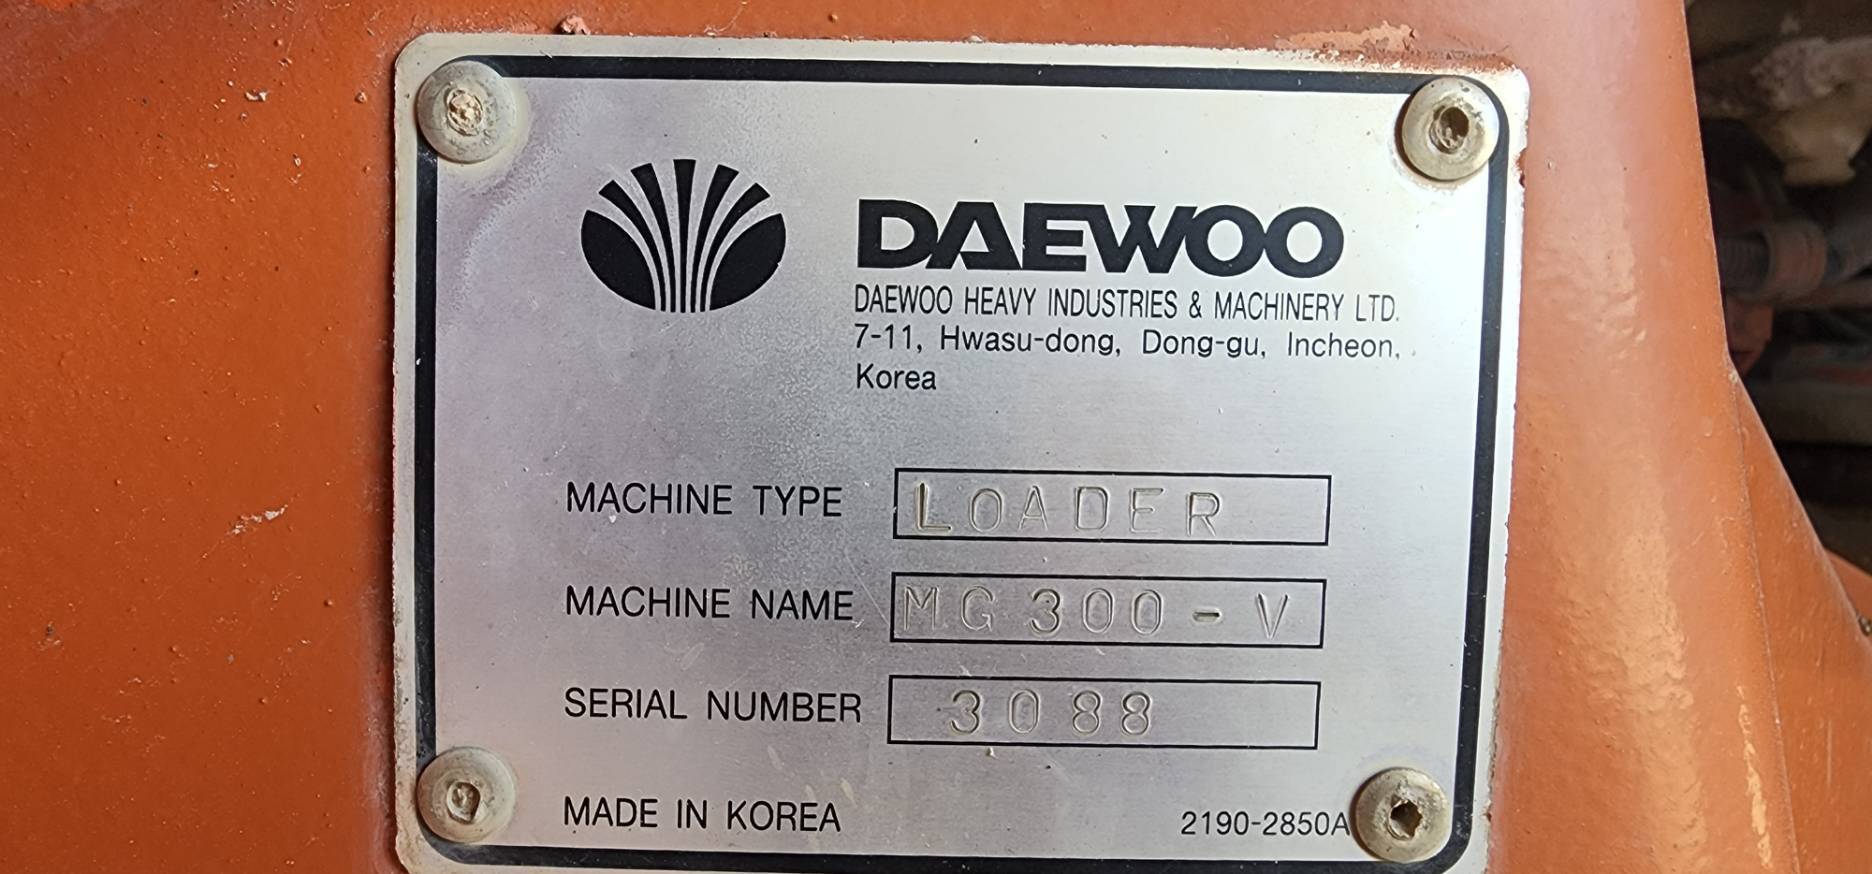 DAEWOO
DAEWOO HEAVY INDUSTRIES & MACHINERY LTD.
7-11, Hwasu-dong, Dong-gu, Incheon,
Korea
MACHINE TYPE LOADER
MACHINE NAME MG300-V
SERIAL NUMBER 3088
MADE IN KOREA 2190-2850A